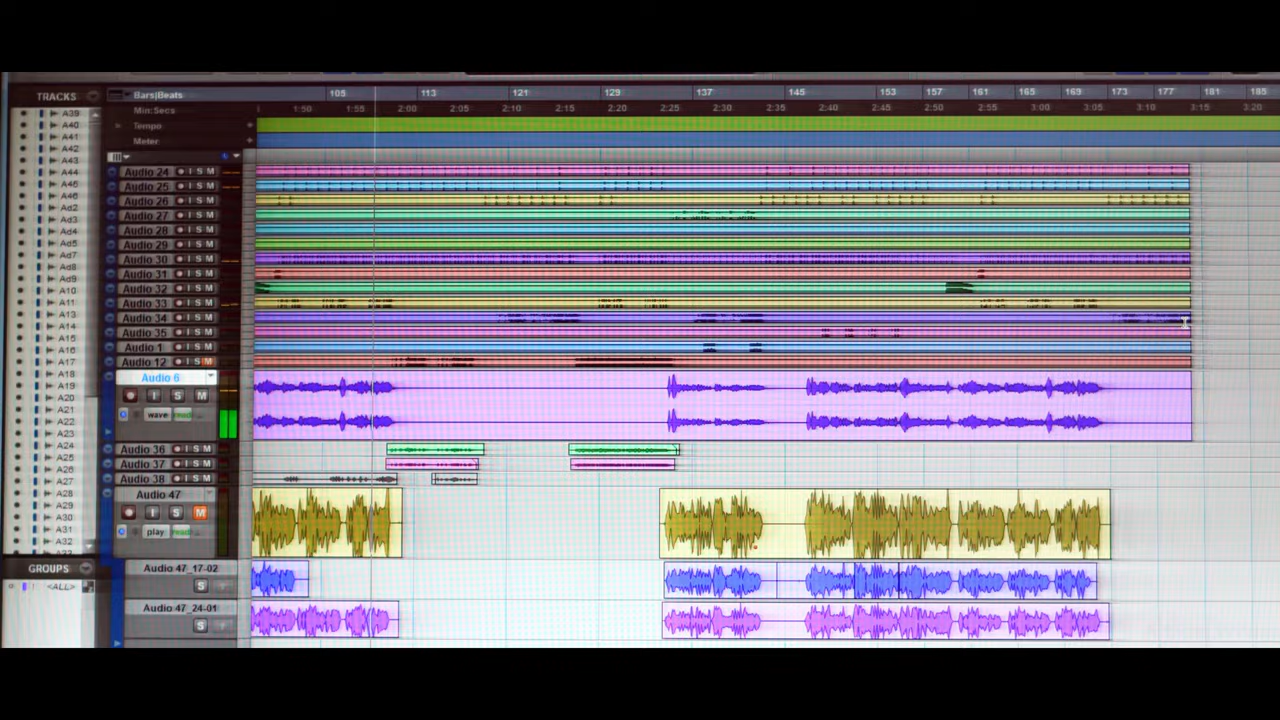 TRACKS
Bars|Beats
105 113 121 129 137 145 153 157 161 165 169 173 177 181 185
Min:Secs
1:50 1:55 2:00 2:05 2:10 2:15 2:20 2:25 2:30 2:35 2:40 2:45 2:50 2:55 3:00 3:05 3:15 3:20
Tempo
Meter
A39
A40
A41
A42
A43
A44
A45
A46
Ad2
Ad3
Ad4
Ad5
Ad7
Ad8
Ad9
A10
A11
A13
A14
A15
A16
A17
A18
A19
A20
A21
A22
A23
A24
A25
A26
A27
A28
A29
A30
A31
A32
Audio 24 I S M
Audio 25 I S M
Audio 26 I S M
Audio 27 I S M
Audio 28 I S M
Audio 29 I S M
Audio 30 I S M
Audio 31 I S M
Audio 32 I S M
Audio 33 I S M
Audio 34 I S M
Audio 35 I S M
Audio 1 I S M
Audio 12 I S M
Audio 6
I S M
wave read
Audio 36 I S M
Audio 37 I S M
Audio 38 I S M
Audio 47
I S M
play read
Audio 47_17-02
S
Audio 47_24-01
S
GROUPS
<ALL>